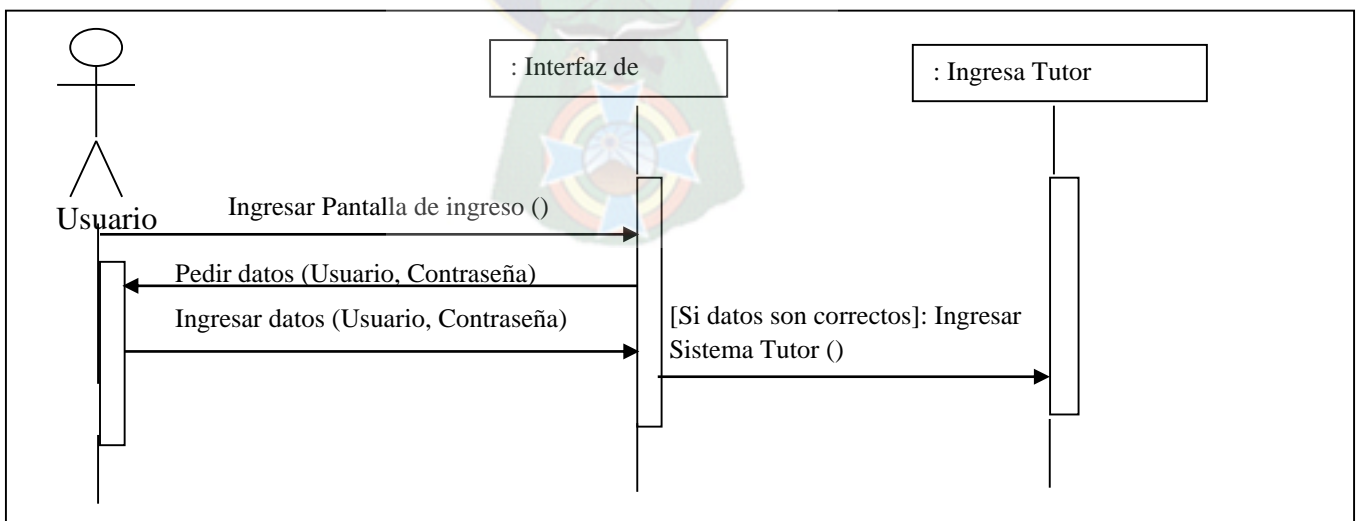 : Interfaz de
: Ingresa Tutor
Usuario
Ingresar Pantalla de ingreso ()
Pedir datos (Usuario, Contraseña)
Ingresar datos (Usuario, Contraseña)
[Si datos son correctos]: Ingresar
Sistema Tutor ()